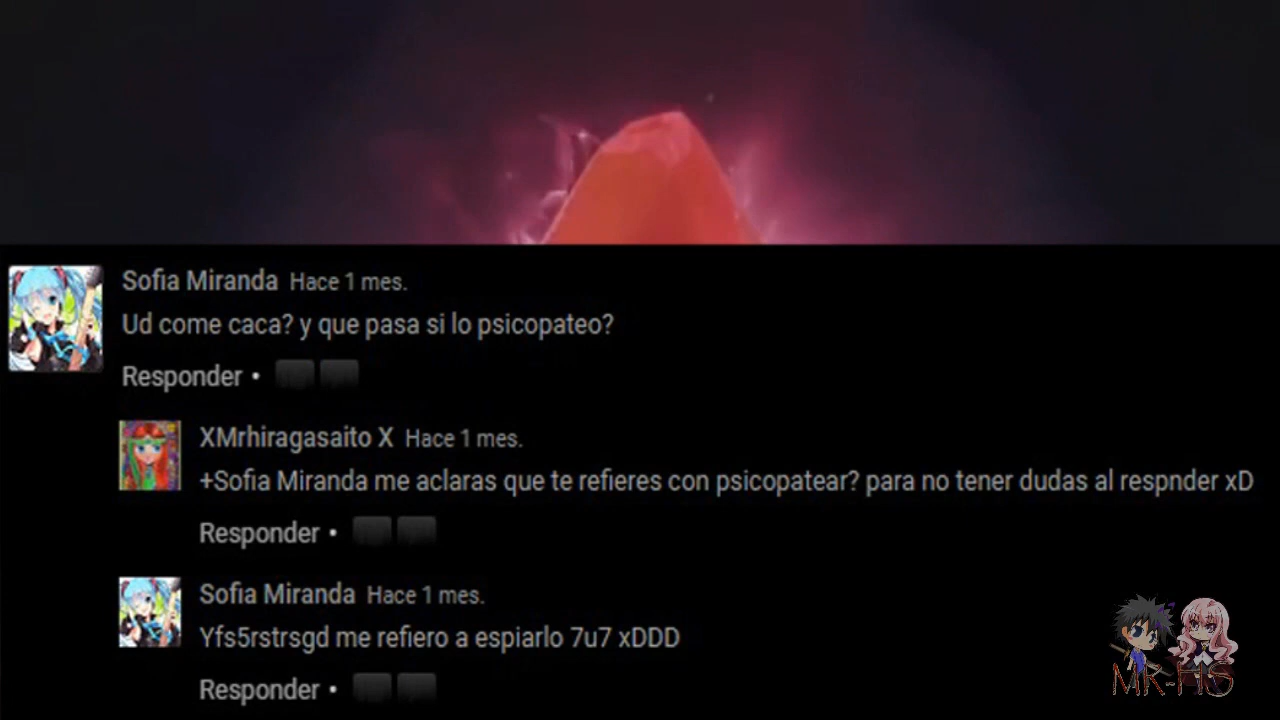 Sofia Miranda Hace 1 mes.
Ud come caca? y que pasa si lo psicopateo?
Responder •
XMrhiragasaito X Hace 1 mes.
+Sofia Miranda me aclaras que te refieres con psicopatear? para no tener dudas al respnder xD
Responder •
Sofia Miranda Hace 1 mes.
Yfs5rstrsgd me refiero a espiarlo 7u7 xDDD
Responder •
MR-HS